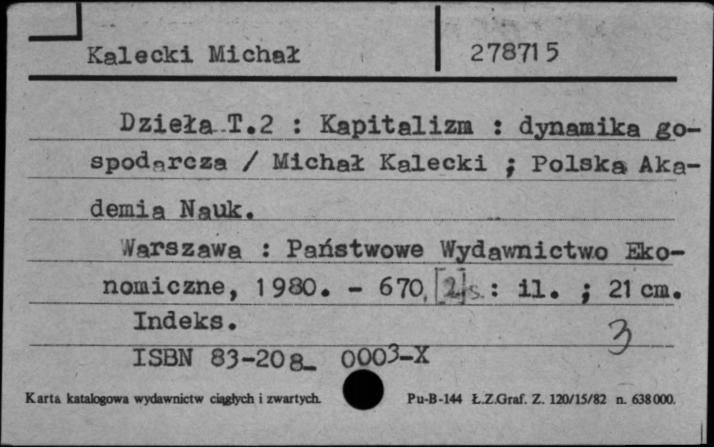 Kalecki Michał 278715
Dzieła T.2 : Kapitalizm : dynamika go-
spodarcza / Michał Kalecki ; Polska Aka-
demia Nauk.
Warszawa : Państwowe Wydawnictwo Eko-
nomiczne, 1980. - 670, [2] s. : il. ; 21 cm.
Indeks. 3
ISBN 83-208- 0003-X
Karta katalogowa wydawnictw ciągłych i zwartych. Pu-B-144 Ł.Z.Graf. Z. 120/15/82 n. 638000.